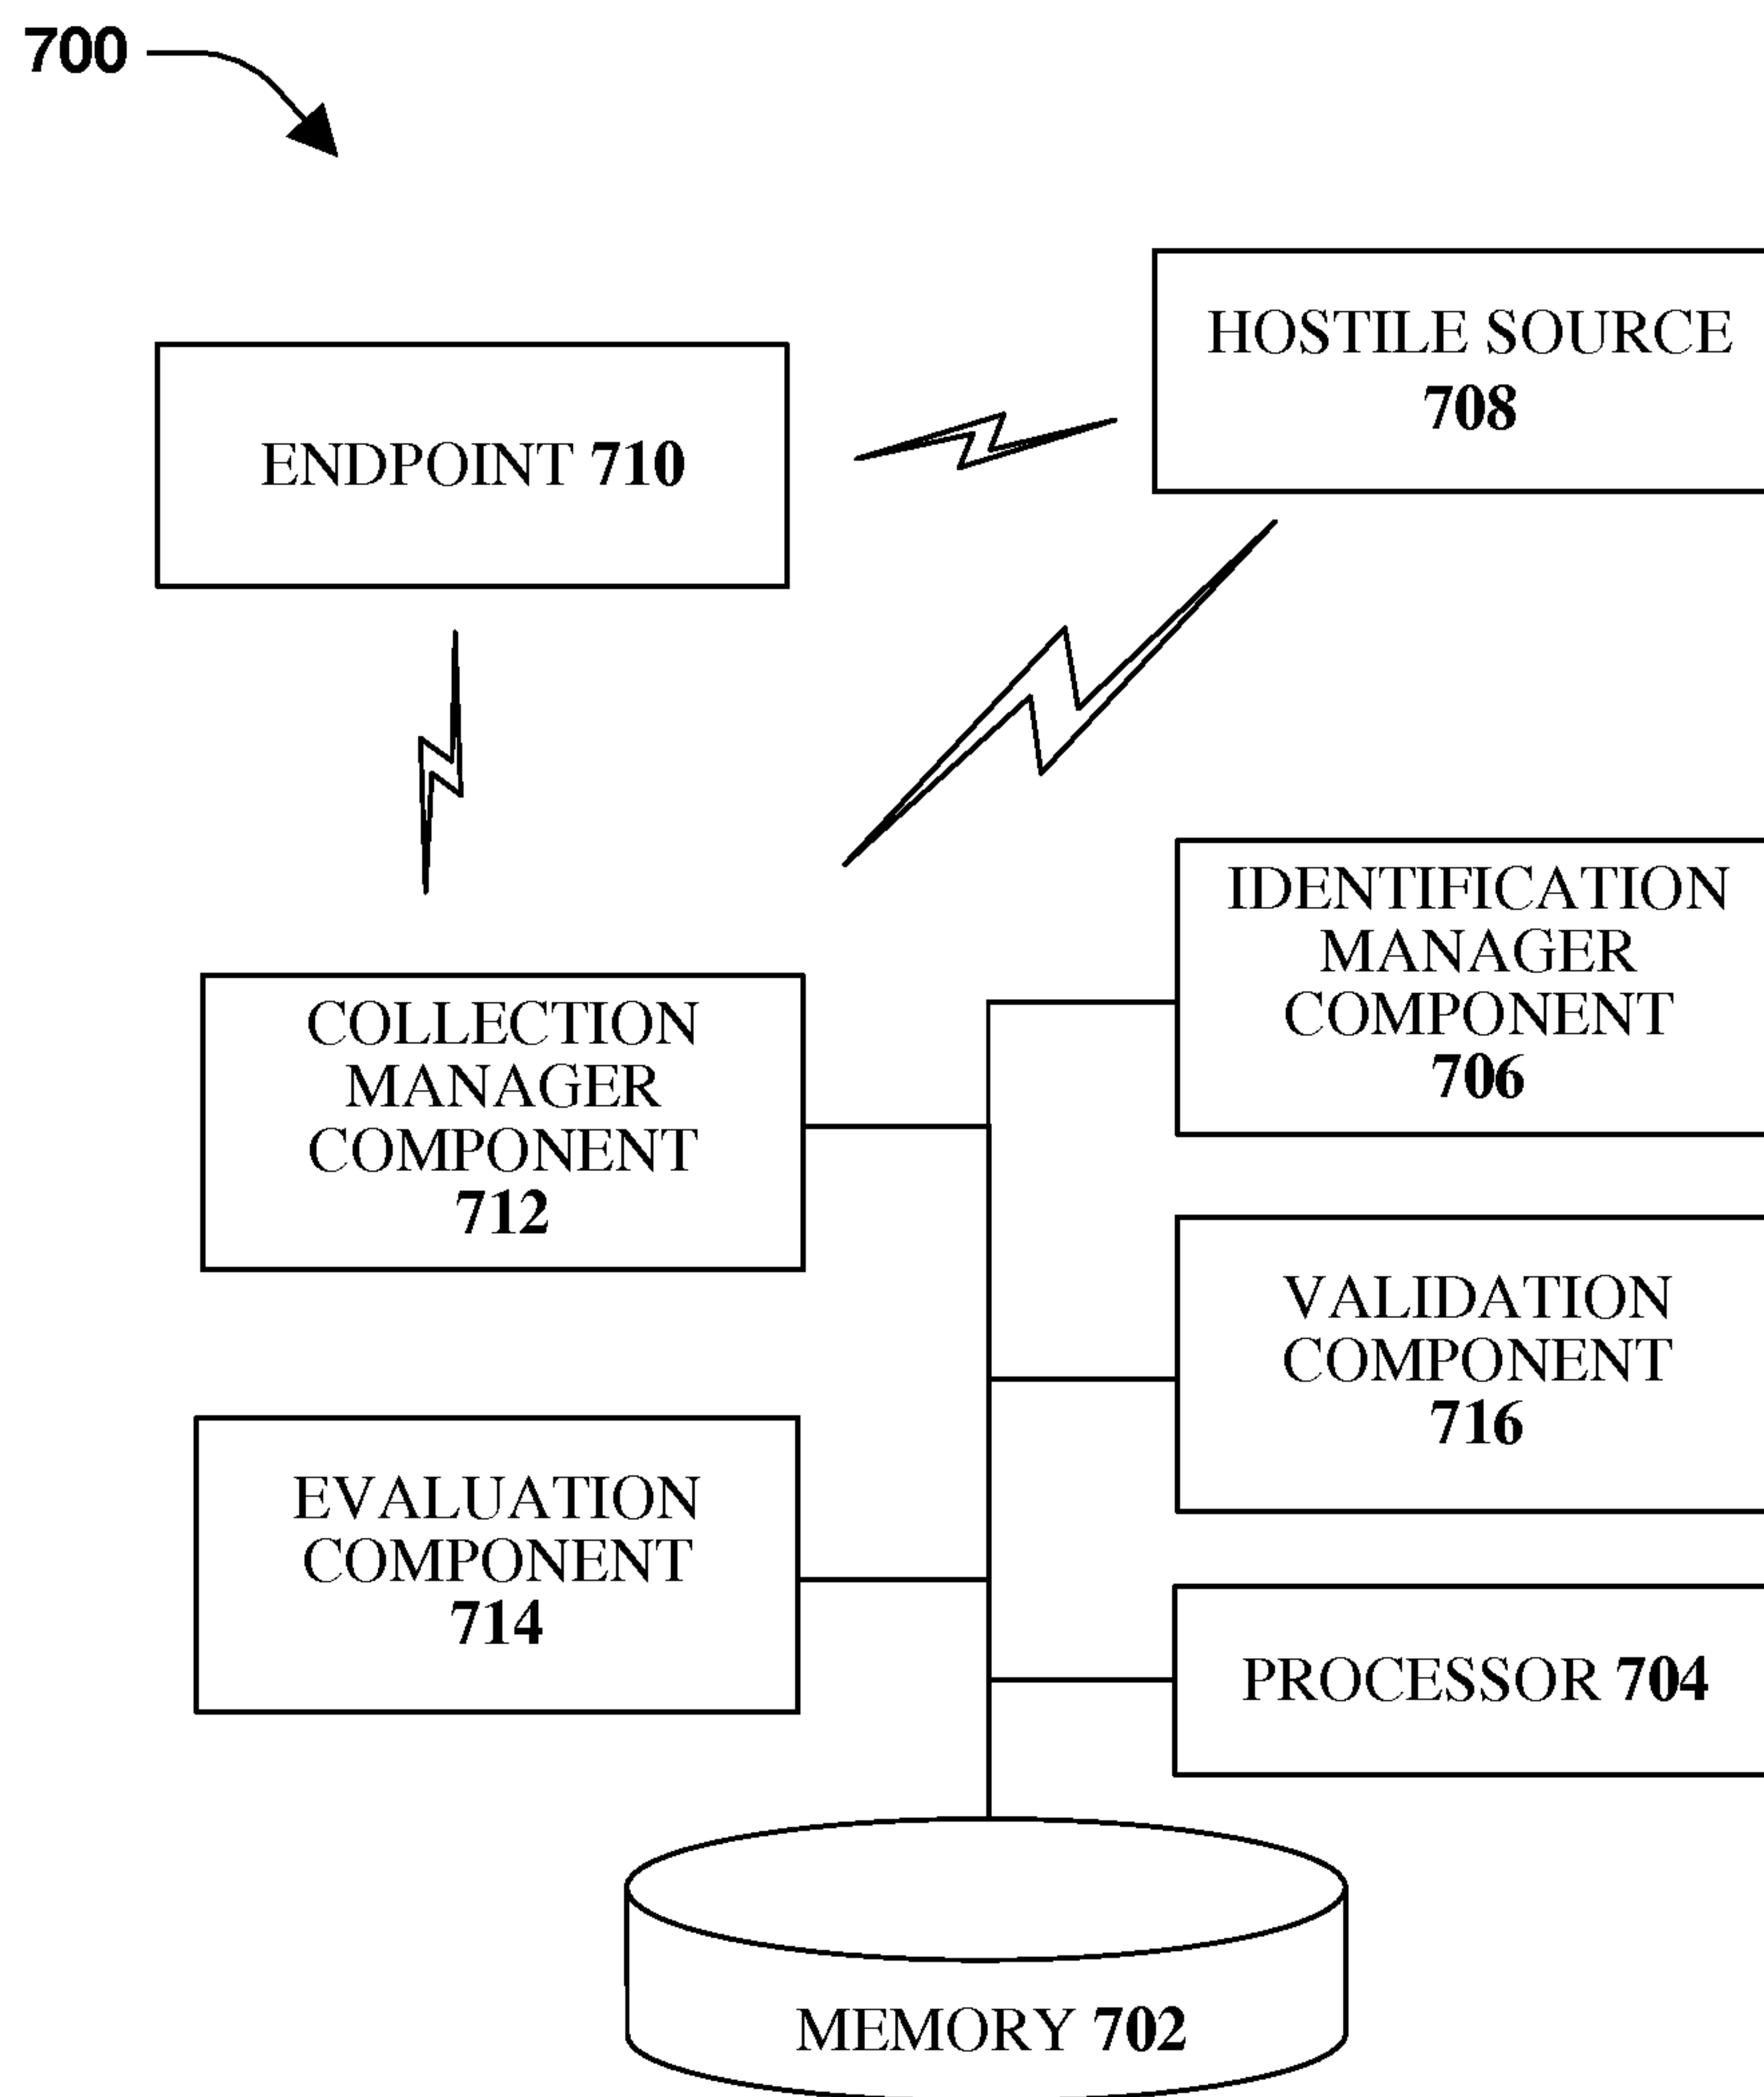 700
HOSTILE SOURCE
708
ENDPOINT 710
IDENTIFICATION
MANAGER
COMPONENT
706
COLLECTION
MANAGER
COMPONENT
712
VALIDATION
COMPONENT
716
EVALUATION
COMPONENT
714
PROCESSOR 704
MEMORY 702